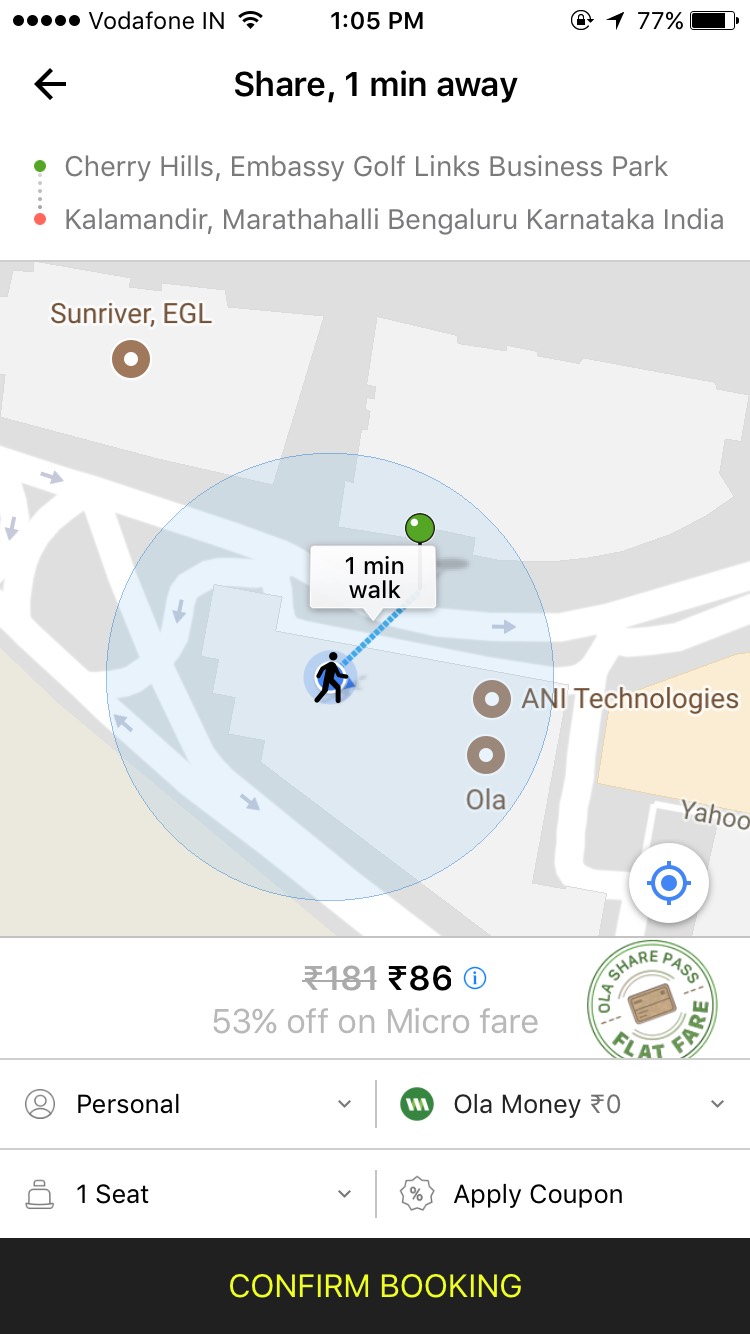 Vodafone IN 1:05 PM 77%
Share, 1 min away
Cherry Hills, Embassy Golf Links Business Park
Kalamandir, Marathahalli Bengaluru Karnataka India
Sunriver, EGL
1 min
walk
ANI Technologies
Ola
Yahoo
₹181 ₹86 i
53% off on Micro fare
OLA SHARE PASS
FLAT FARE
Personal
Ola Money ₹0
1 Seat
% Apply Coupon
CONFIRM BOOKING